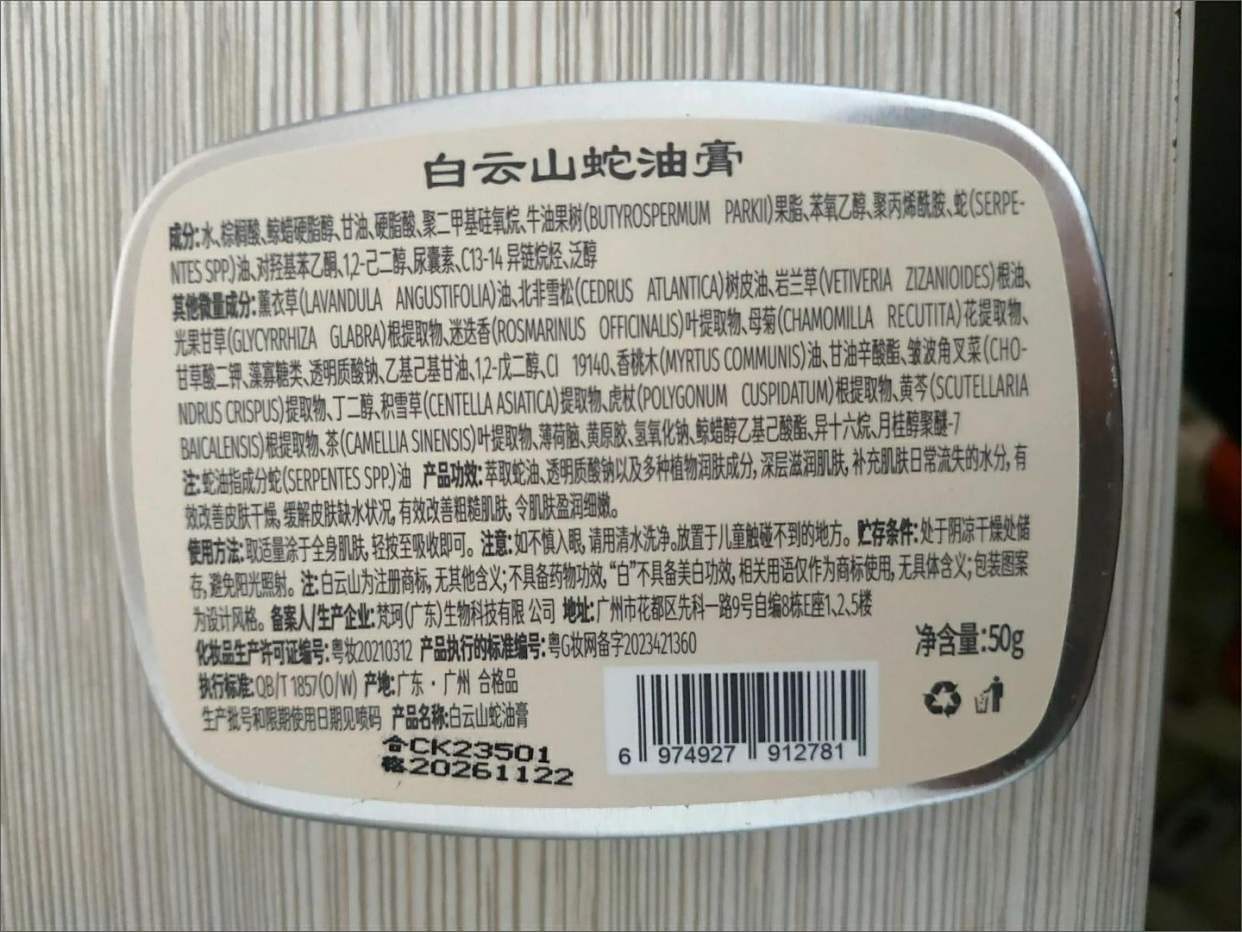 白云山蛇油膏
成分:水、棕榈酸、鲸蜡硬脂醇、甘油、硬脂酸、聚二甲基硅氧烷、牛油果树(BUTYROSPERMUM PARKII)果脂、苯氧乙醇、聚丙烯酰胺、蛇(SERPE-
NTES SPP.)油、对羟基苯乙酮、1,2-己二醇、尿囊素、C13-14 异链烷烃、泛醇
其他微量成分:薰衣草(LAVANDULA ANGUSTIFOLIA)油、北非雪松(CEDRUS ATLANTICA)树皮油、岩兰草(VETIVERIA ZIZANIOIDES)根油、
光果甘草(GLYCYRRHIZA GLABRA)根提取物、迷迭香(ROSMARINUS OFFICINALIS)叶提取物、母菊(CHAMOMILLA RECUTITA)花提取物、
甘草酸二钾、藻寡糖类、透明质酸钠、乙基己基甘油、1,2-戊二醇、CI 19140、香桃木(MYRTUS COMMUNIS)油、甘油辛酸酯、皱波角叉菜(CHO-
NDRUS CRISPUS)提取物、丁二醇、积雪草(CENTELLA ASIATICA)提取物、虎杖(POLYGONUM CUSPIDATUM)根提取物、黄芩(SCUTELLARIA
BAICALENSIS)根提取物、茶(CAMELLIA SINENSIS)叶提取物、薄荷脑、黄原胶、氢氧化钠、鲸蜡醇乙基己酸酯、异十六烷、月桂醇聚醚-7
注:蛇油指成分蛇(SERPENTES SPP.)油 产品功效:萃取蛇油、透明质酸钠以及多种植物润肤成分,深层滋润肌肤,补充肌肤日常流失的水分,有
效改善皮肤干燥,缓解皮肤缺水状况,有效改善粗糙肌肤,令肌肤盈润细嫩。
使用方法:取适量涂于全身肌肤,轻按至吸收即可。注意:如不慎入眼,请用清水洗净。放置于儿童触碰不到的地方。贮存条件:处于阴凉干燥处储
存,避免阳光照射。注:白云山为注册商标,无其他含义;不具备药物功效,“白”不具备美白功效,相关用语仅作为商标使用,无具体含义;包装图案
为设计风格。备案人/生产企业:梵珂(广东)生物科技有限 公司 地址:广州市花都区先科一路9号自编8栋E座1、2、5楼
化妆品生产许可证编号:粤妆20210312 产品执行的标准编号:粤G妆网备字2023421360
净含量:50g
执行标准:QB/T 1857(O/W) 产地:广东·广州 合格品
生产批号和限期使用日期见喷码 产品名称:白云山蛇油膏
合CK23501
格20261122
6 974927 912781